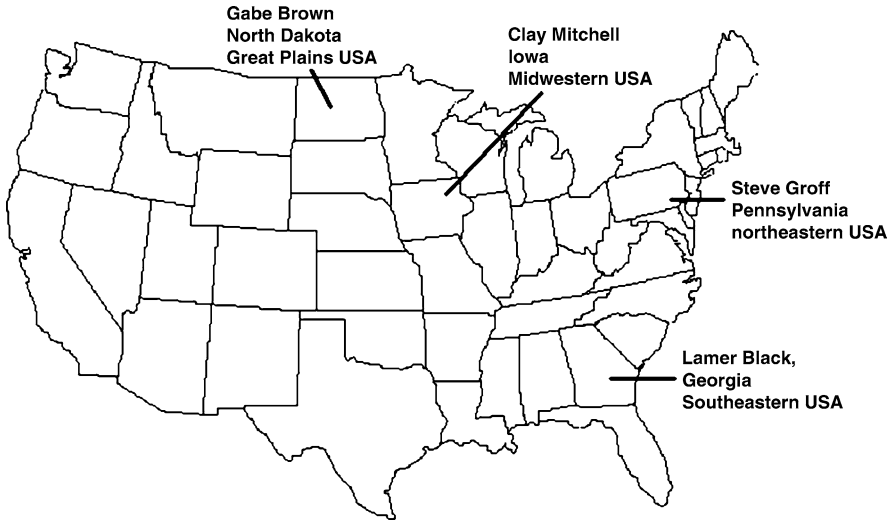 Gabe Brown
North Dakota
Great Plains USA
Clay Mitchell
Iowa
Midwestern USA
Steve Groff
Pennsylvania
northeastern USA
Lamer Black,
Georgia
Southeastern USA